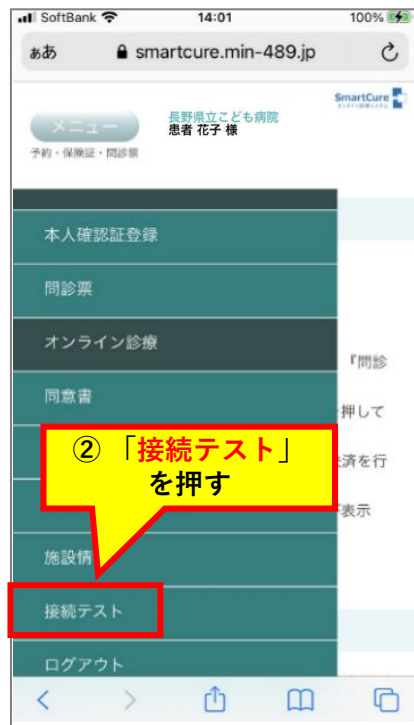 SoftBank 14:01 100%
ぁあ smartcure.min-489.jp
メニュー
予約・保険証・問診票
長野県立こども病院
患者 花子 様
SmartCure
本人確認証登録
問診票
オンライン診療
同意書
『問診
押して
済を行
表示
② 「接続テスト」
を押す
施設情
接続テスト
ログアウト